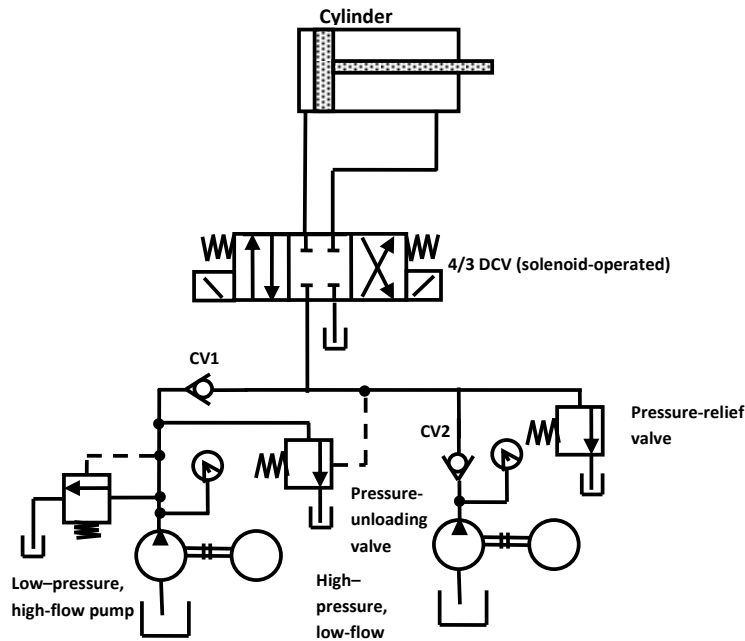 Cylinder
4/3 DCV (solenoid-operated)
CV1
CV2
Pressure-relief
valve
Pressure-
unloading
valve
Low–pressure,
high-flow pump
High–
pressure,
low-flow